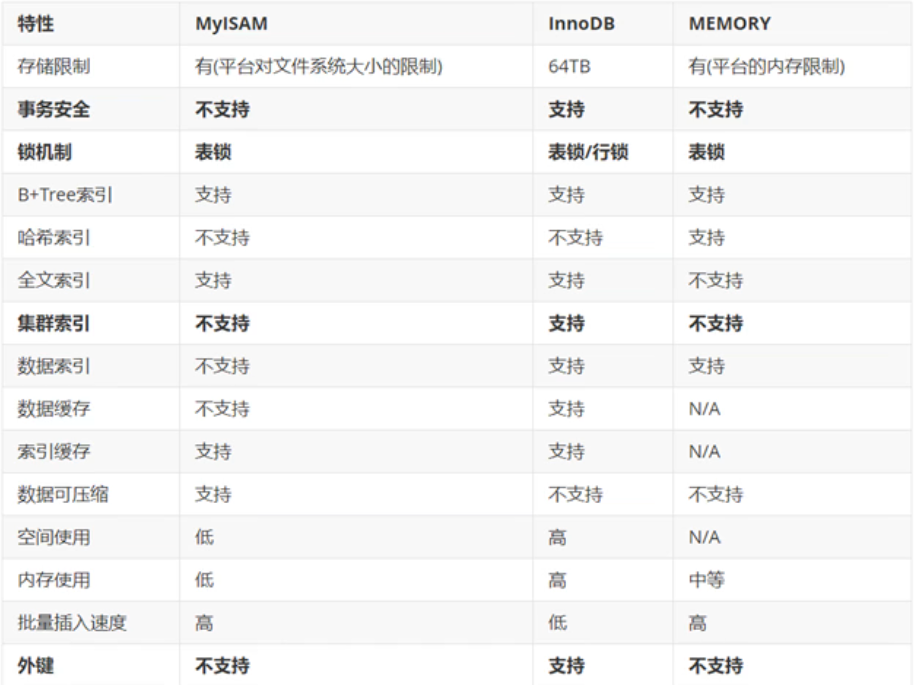 特性 MyISAM InnoDB MEMORY
存储限制 有(平台对文件系统大小的限制) 64TB 有(平台的内存限制)
事务安全 不支持 支持 不支持
锁机制 表锁 表锁/行锁 表锁
B+Tree索引 支持 支持 支持
哈希索引 不支持 不支持 支持
全文索引 支持 支持 不支持
集群索引 不支持 支持 不支持
数据索引 不支持 支持 支持
数据缓存 不支持 支持 N/A
索引缓存 支持 支持 N/A
数据可压缩 支持 不支持 不支持
空间使用 低 高 N/A
内存使用 低 高 中等
批量插入速度 高 低 高
外键 不支持 支持 不支持